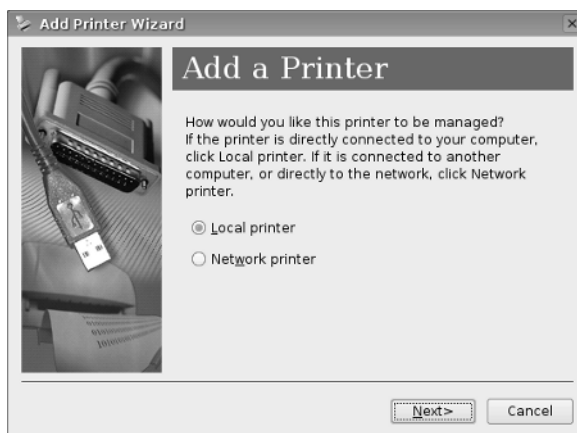 Add Printer Wizard
Add a Printer
How would you like this printer to be managed?
If the printer is directly connected to your computer,
click Local printer. If it is connected to another
computer, or directly to the network, click Network
printer.
Local printer
Network printer
Next>
Cancel